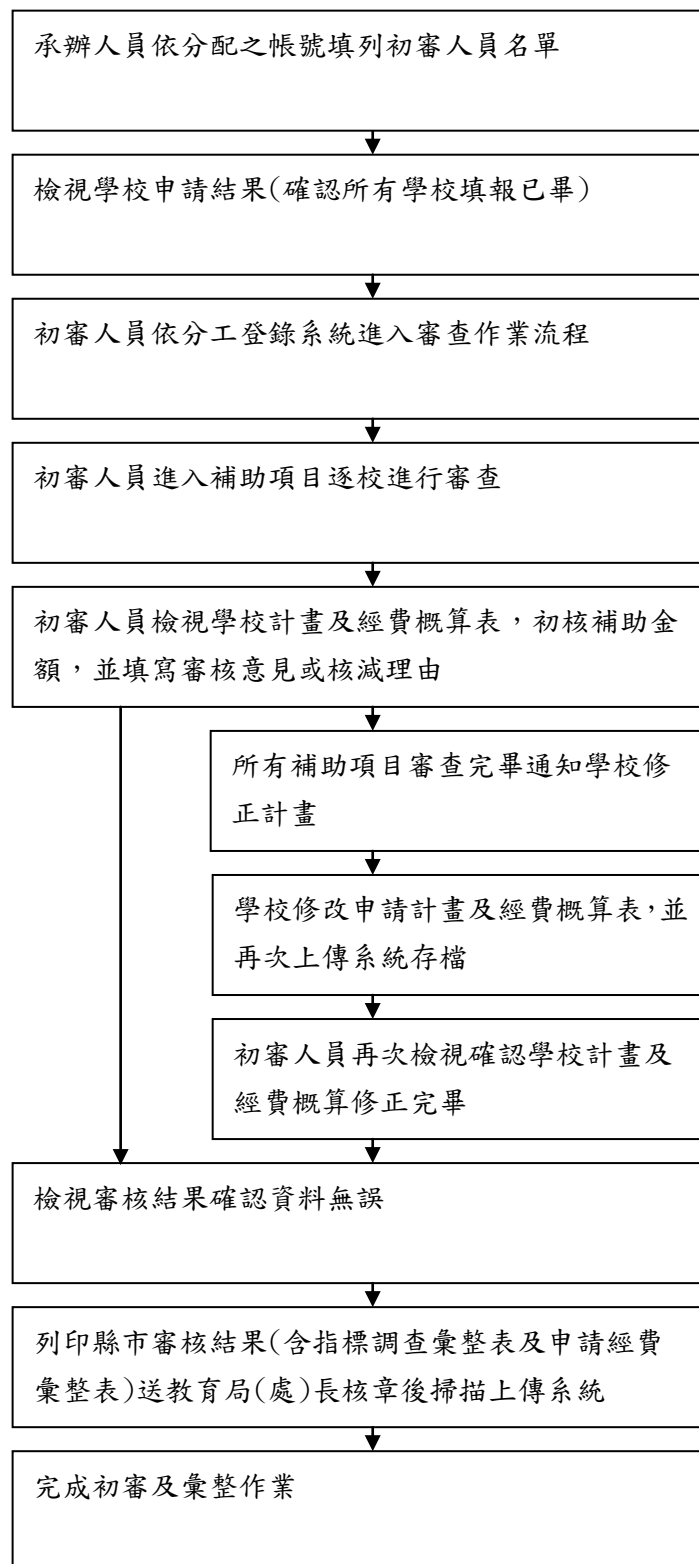 承辦人員依分配之帳號填列初審人員名單
檢視學校申請結果(確認所有學校填報已畢)
初審人員依分工登錄系統進入審查作業流程
初審人員進入補助項目逐校進行審查
初審人員檢視學校計畫及經費概算表，初核補助金
額，並填寫審核意見或核減理由
所有補助項目審查完畢通知學校修
正計畫
學校修改申請計畫及經費概算表，並
再次上傳系統存檔
初審人員再次檢視確認學校計畫及
經費概算修正完畢
檢視審核結果確認資料無誤
列印縣市審核結果(含指標調查彙整表及申請經費
彙整表)送教育局(處)長核章後掃描上傳系統
完成初審及彙整作業